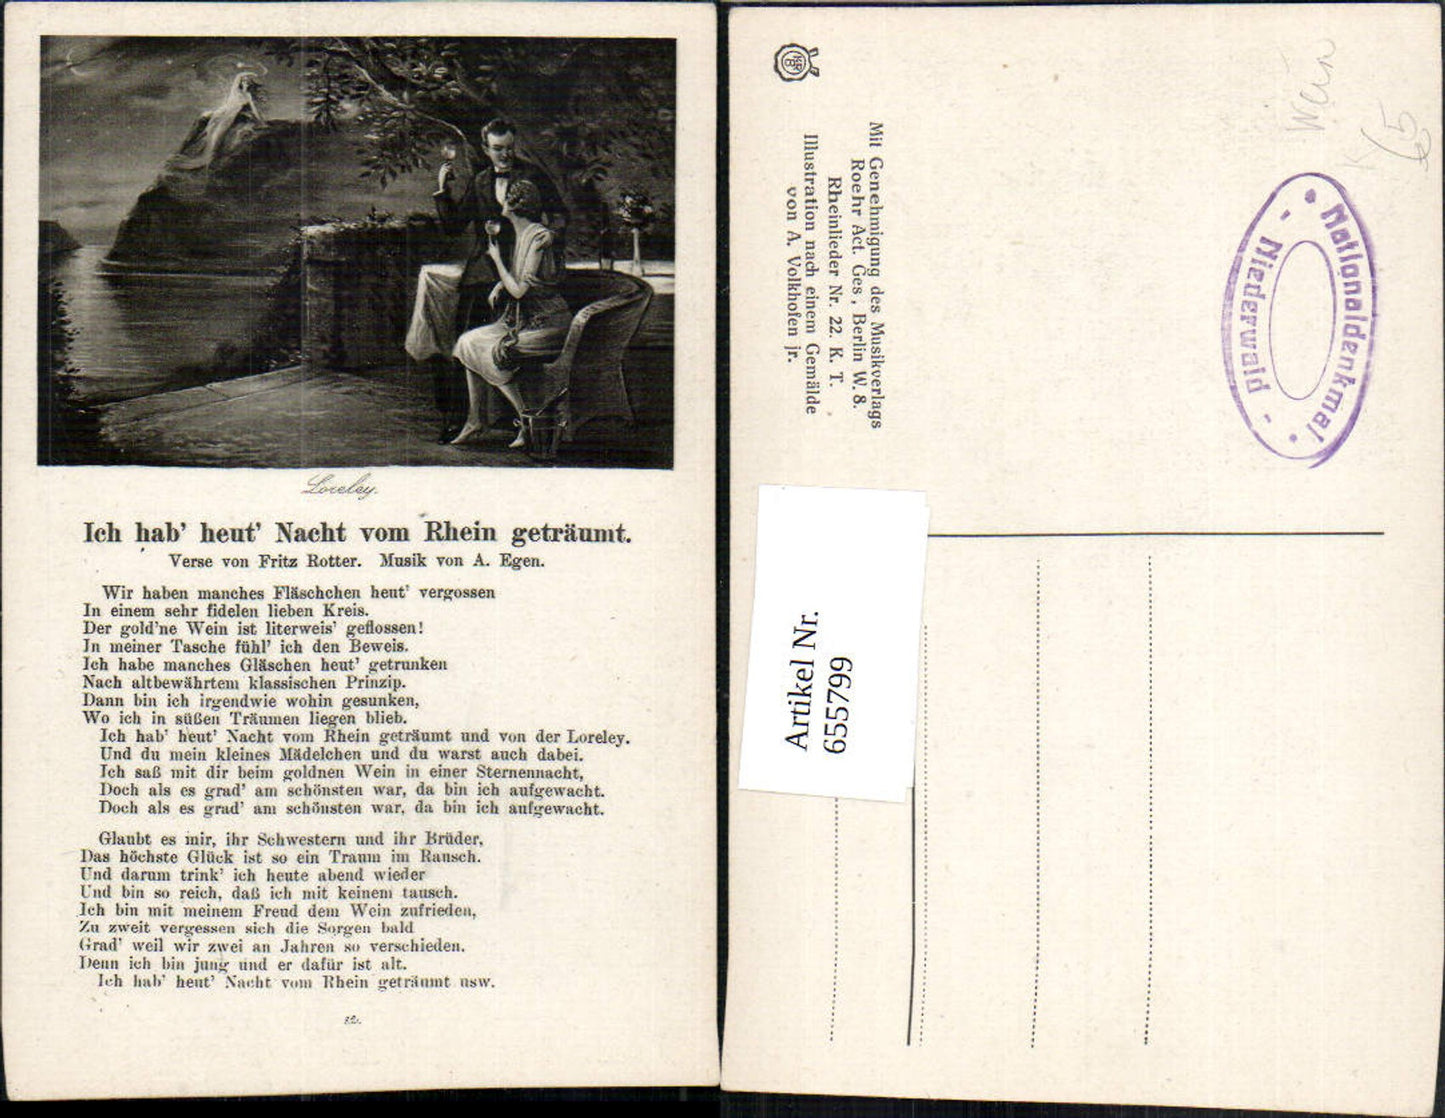 Loreley.
Ich hab' heut' Nacht vom Rhein geträumt.
Verse von Fritz Rotter. Musik von A. Egen.
Wir haben manches Fläschchen heut' vergossen
In einem sehr fidelen lieben Kreis.
Der gold'ne Wein ist literweis' geflossen!
In meiner Tasche fühl' ich den Beweis.
Ich habe manches Gläschen heut' getrunken
Nach altbewährtem klassischen Prinzip.
Dann bin ich irgendwie wohin gesunken,
Wo ich in süßen Träumen liegen blieb.
Ich hab' heut' Nacht vom Rhein geträumt und von der Loreley.
Und du mein kleines Mädelchen und du warst auch dabei.
Ich saß mit dir beim goldnen Wein in einer Sternennacht,
Doch als es grad' am schönsten war, da bin ich aufgewacht.
Doch als es grad' am schönsten war, da bin ich aufgewacht.
Glaubt es mir, ihr Schwestern und ihr Brüder,
Das höchste Glück ist so ein Traum im Rausch.
Und darum trink' ich heute abend wieder
Und bin so reich, daß ich mit keinem tausch.
Ich bin mit meinem Freud dem Wein zufrieden,
Zu zweit vergessen sich die Sorgen bald
Grad' weil wir zwei an Jahren so verschieden.
Denn ich bin jung und er dafür ist alt.
Ich hab' heut' Nacht vom Rhein geträumt usw.
Mit Genehmigung des Musikverlags
Roehr Act. Ges, Berlin W. 8.
Rheinlieder Nr. 22. K. T.
Illustration nach einem Gemälde
von A. Volkhofen jr.
Wein
65
Nationaldenkmal
- Niederwald -
Artikel Nr.
6555799